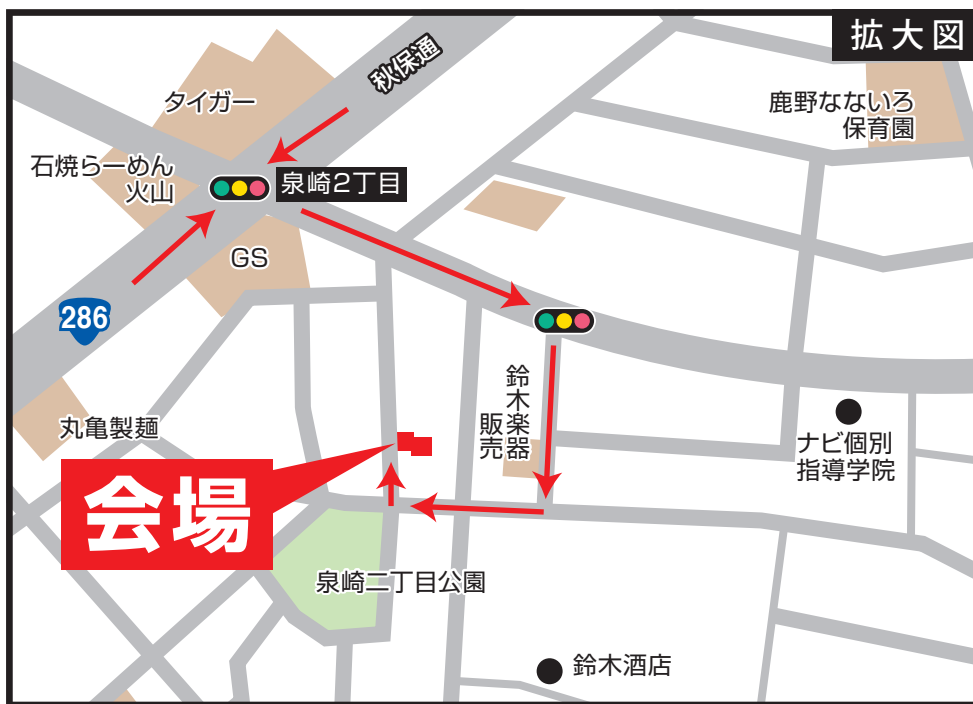 拡大図
秋保通
タイガー
鹿野なないろ
保育園
石焼らーめん
火山
泉崎2丁目
GS
286
鈴木楽器
販売
丸亀製麺
ナビ個別
指導学院
会場
泉崎二丁目公園
鈴木酒店